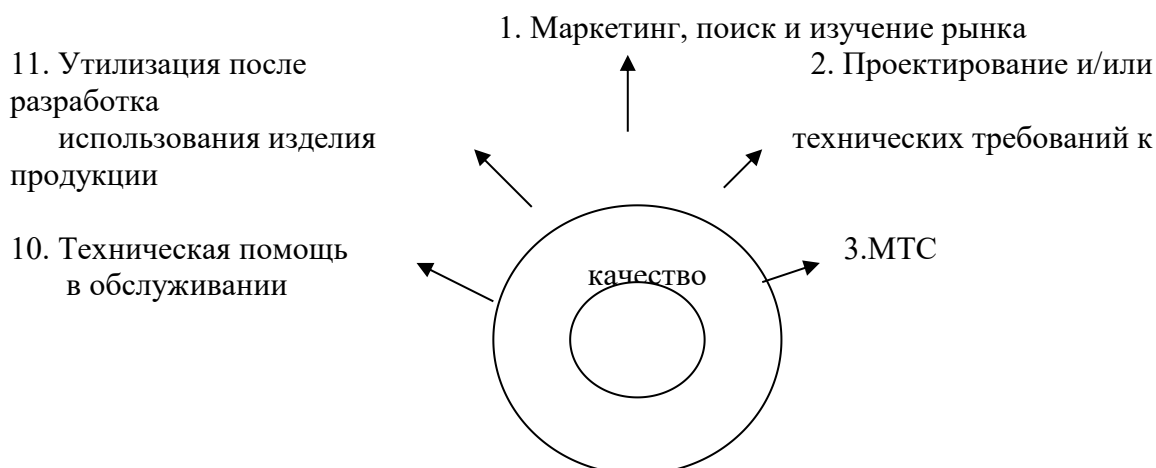 1. Маркетинг, поиск и изучение рынка
11. Утилизация после 2. Проектирование и/или
разработка
использования изделия технических требований к
продукции
10. Техническая помощь 3.МТС
в обслуживании
качество